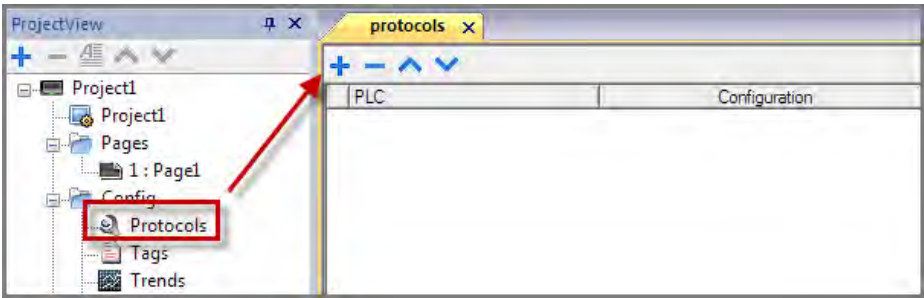 ProjectView
protocols
PLC Configuration
Project1
Project1
Pages
1 : Page1
Config
Protocols
Tags
Trends